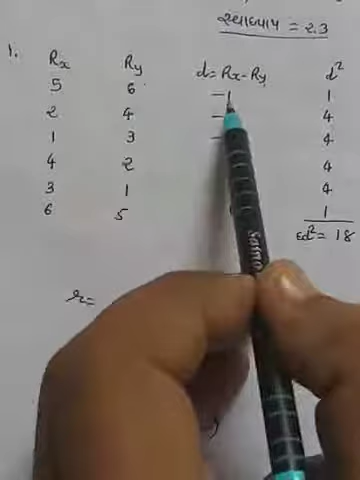 સ્વાધ્યાય = 2.3
1. Rx Ry d = Rx - Ry d²
5 6 -1 1
2 4 - 4
1 3 - 4
4 2 4
3 1 4
6 5 1
Σd² = 18
r =